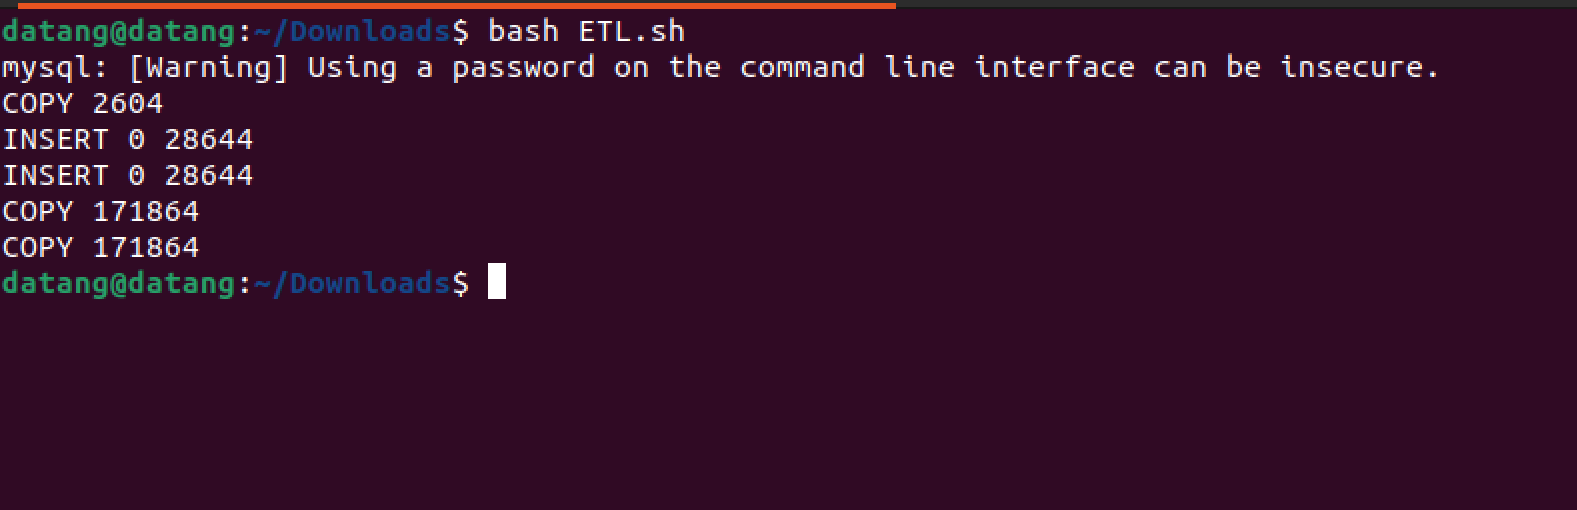 datang@datang:~/Downloads$ bash ETL.sh
mysql: [Warning] Using a password on the command line interface can be insecure.
COPY 2604
INSERT 0 28644
INSERT 0 28644
COPY 171864
COPY 171864
datang@datang:~/Downloads$